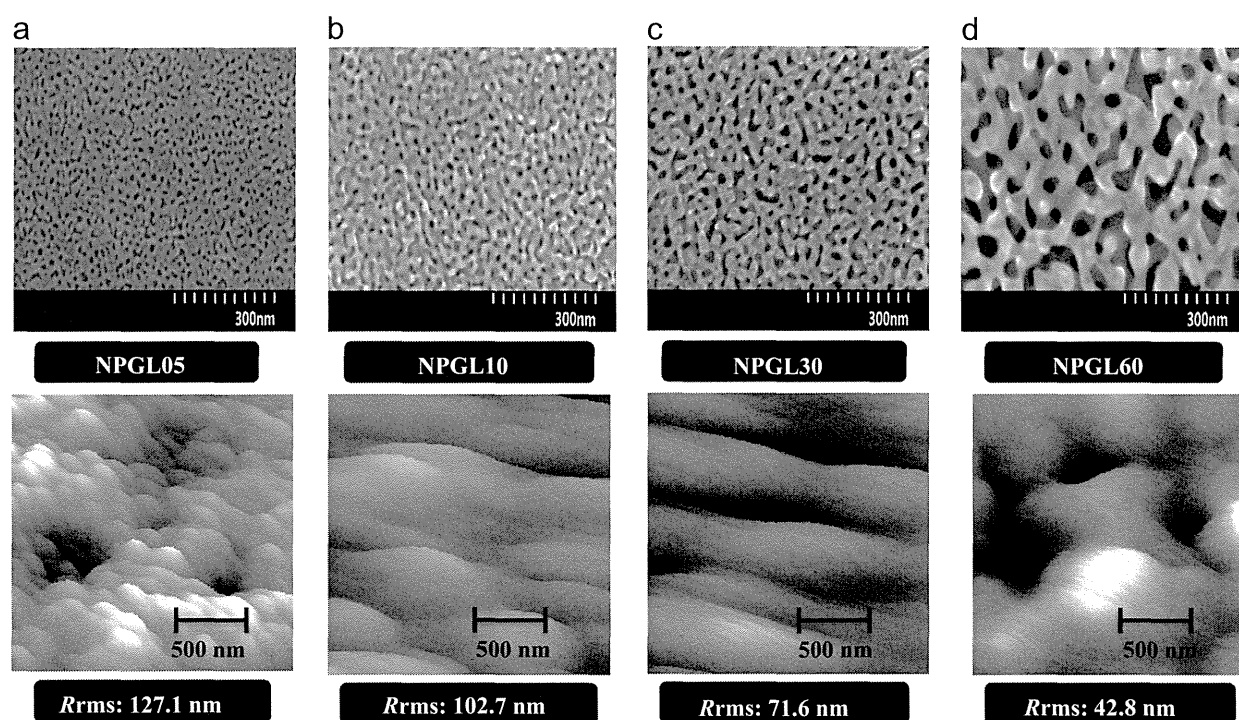 a b c d
300nm 300nm 300nm 300nm
NPGL05 NPGL10 NPGL30 NPGL60
500 nm 500 nm 500 nm 500 nm
Rrms: 127.1 nm Rrms: 102.7 nm Rrms: 71.6 nm Rrms: 42.8 nm